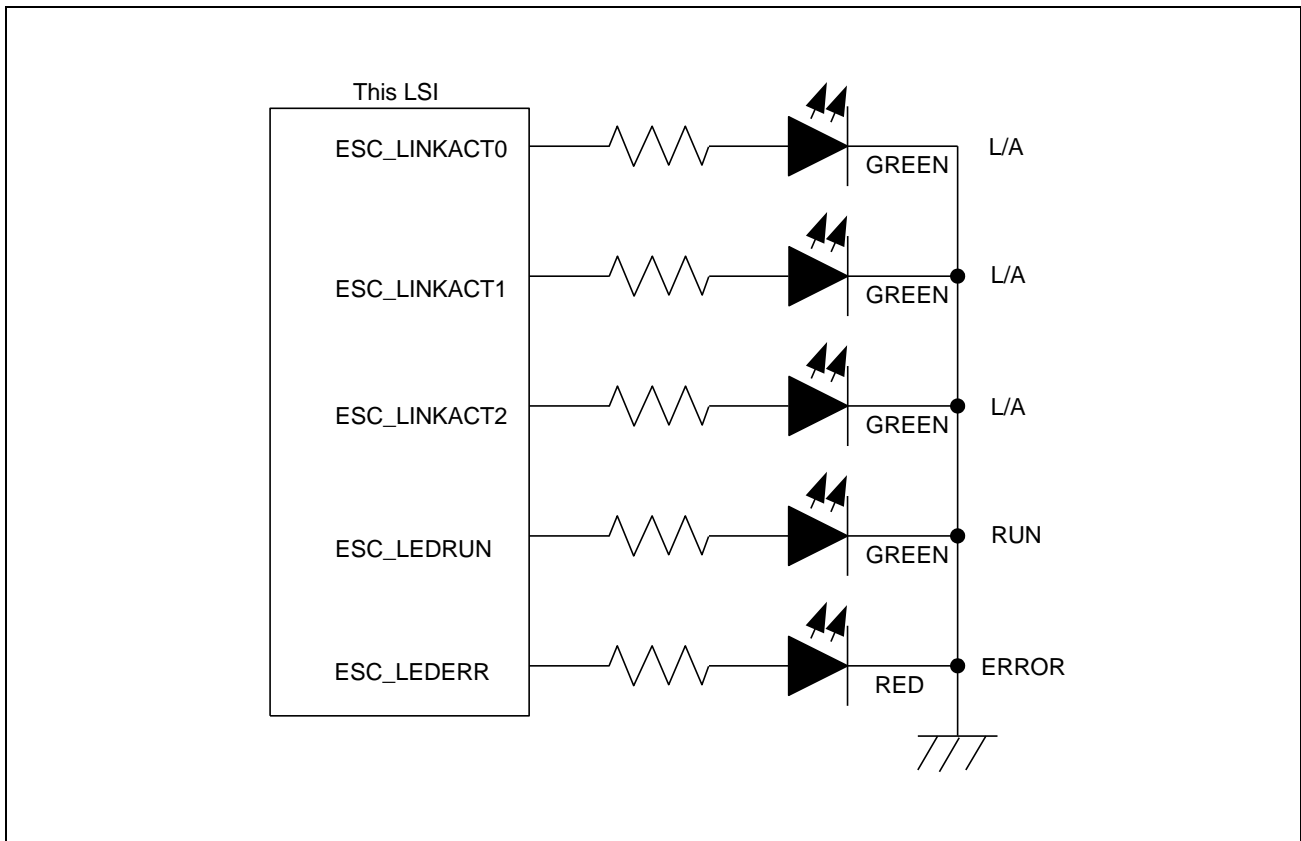 This LSI
ESC_LINKACT0
GREEN
L/A
ESC_LINKACT1
GREEN
L/A
ESC_LINKACT2
GREEN
L/A
ESC_LEDRUN
GREEN
RUN
ESC_LEDERR
RED
ERROR